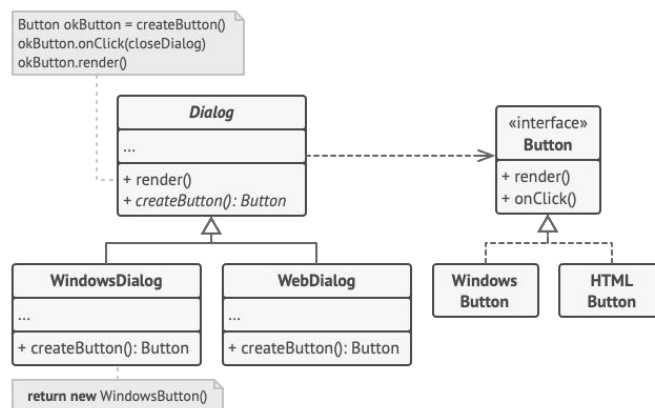 Button okButton = createButton()
okButton.onClick(closeDialog)
okButton.render()
Dialog
...
+ render()
+ createButton(): Button
«interface»
Button
+ render()
+ onClick()
WindowsDialog
...
+ createButton(): Button
WebDialog
...
+ createButton(): Button
Windows
Button
HTML
Button
return new WindowsButton()